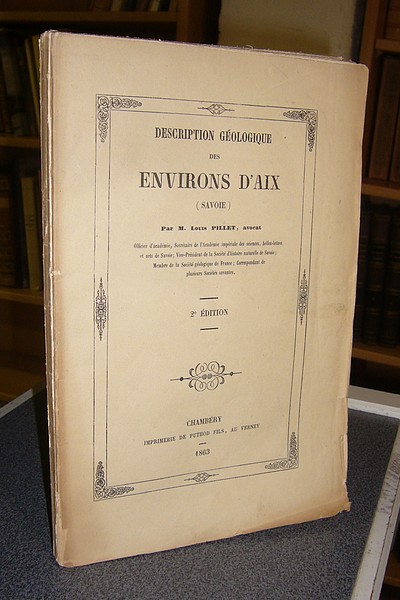 DESCRIPTION GÉOLOGIQUE
DES
ENVIRONS D'AIX
( SAVOIE )
Par M. Louis PILLET, avocat
Officier d'académie, Secrétaire de l'Académie impériale des sciences, belles-lettres
et arts de Savoie; Vice-Président de la Société d'histoire naturelle de Savoie;
Membre de la Société géologique de France; Correspondant de
plusieurs Sociétés savantes,
2e ÉDITION
CHAMBÉRY
IMPRIMERIE DE PUTHOD FILS, AU VERNEY
1863